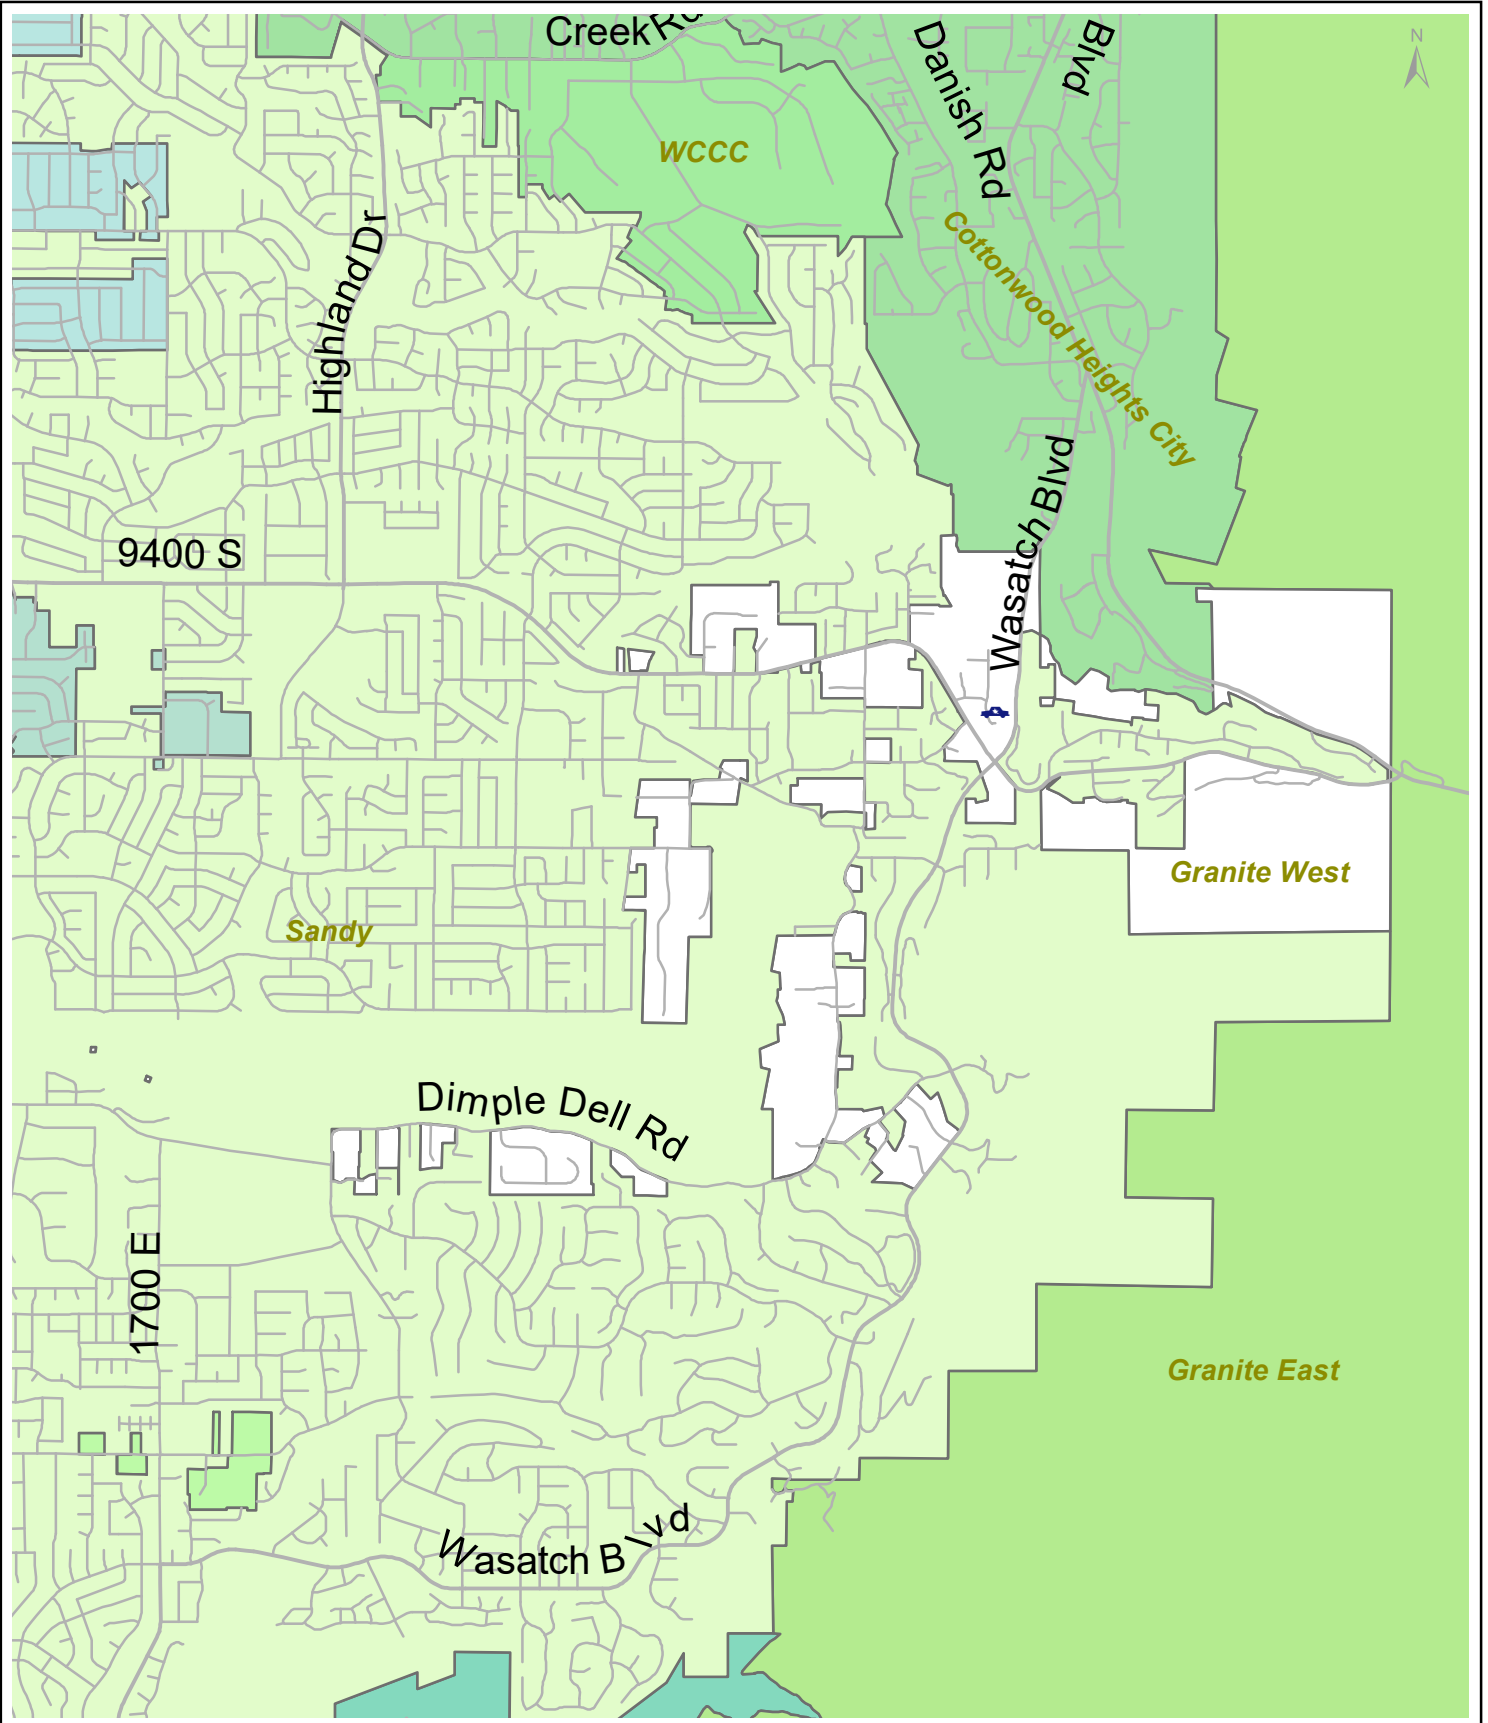 Creek Rd
Danish Rd
Blvd
N
WCCC
Cottonwood Heights City
Highland Dr
Wasatch Blvd
9400 S
Granite West
Sandy
Dimple Dell Rd
1700 E
Granite East
Wasatch Blvd